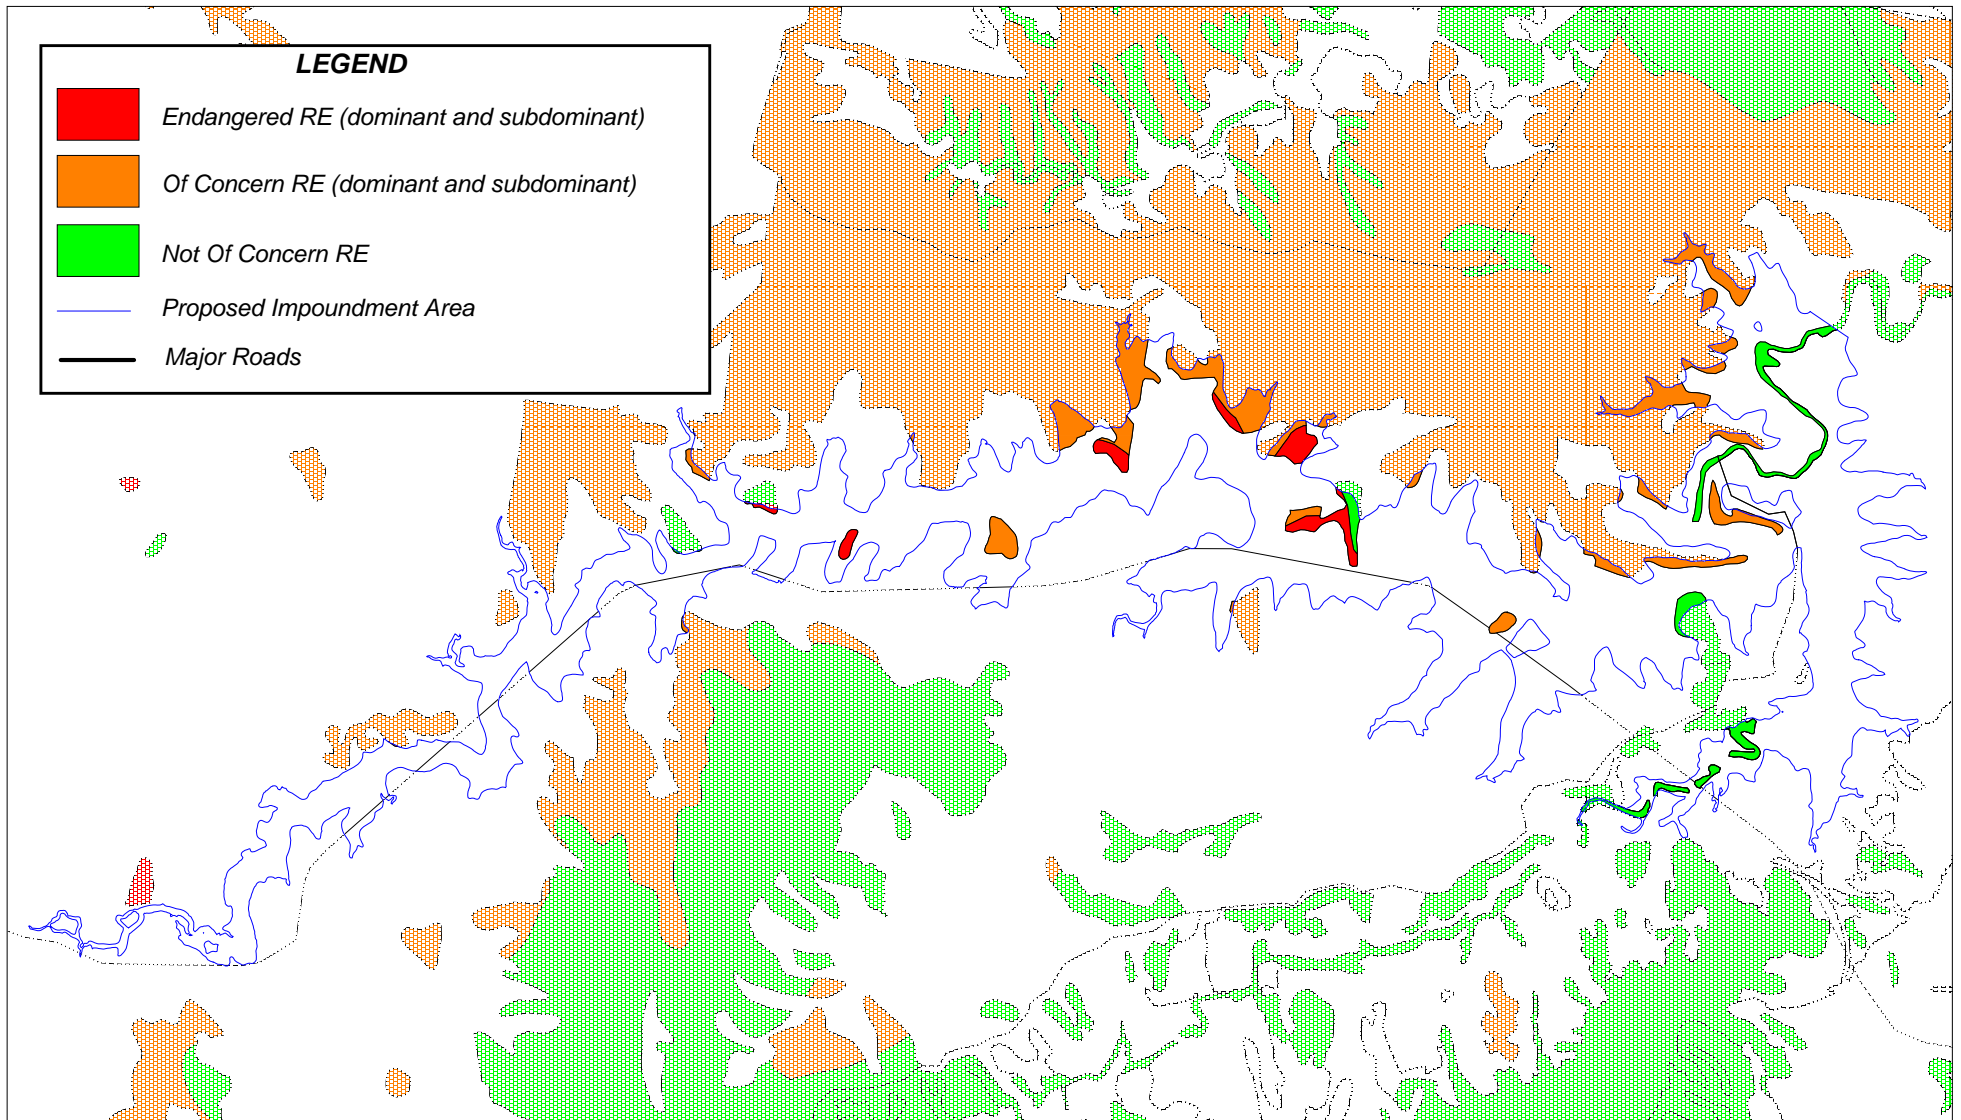 LEGEND
Endangered RE (dominant and subdominant)
Of Concern RE (dominant and subdominant)
Not Of Concern RE
Proposed Impoundment Area
Major Roads